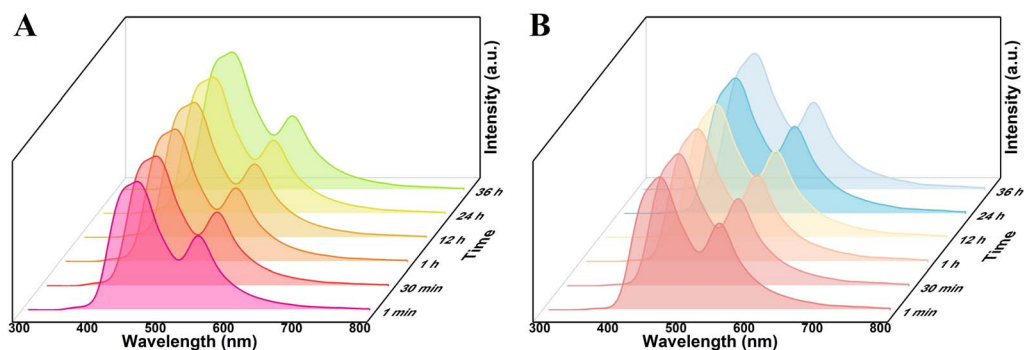 A
Intensity (a.u.)
36 h
24 h
12 h
1 h
30 min
1 min
Time
300 400 500 600 700 800
Wavelength (nm)
B
Intensity (a.u.)
36 h
24 h
12 h
1 h
30 min
1 min
Time
300 400 500 600 700 800
Wavelength (nm)